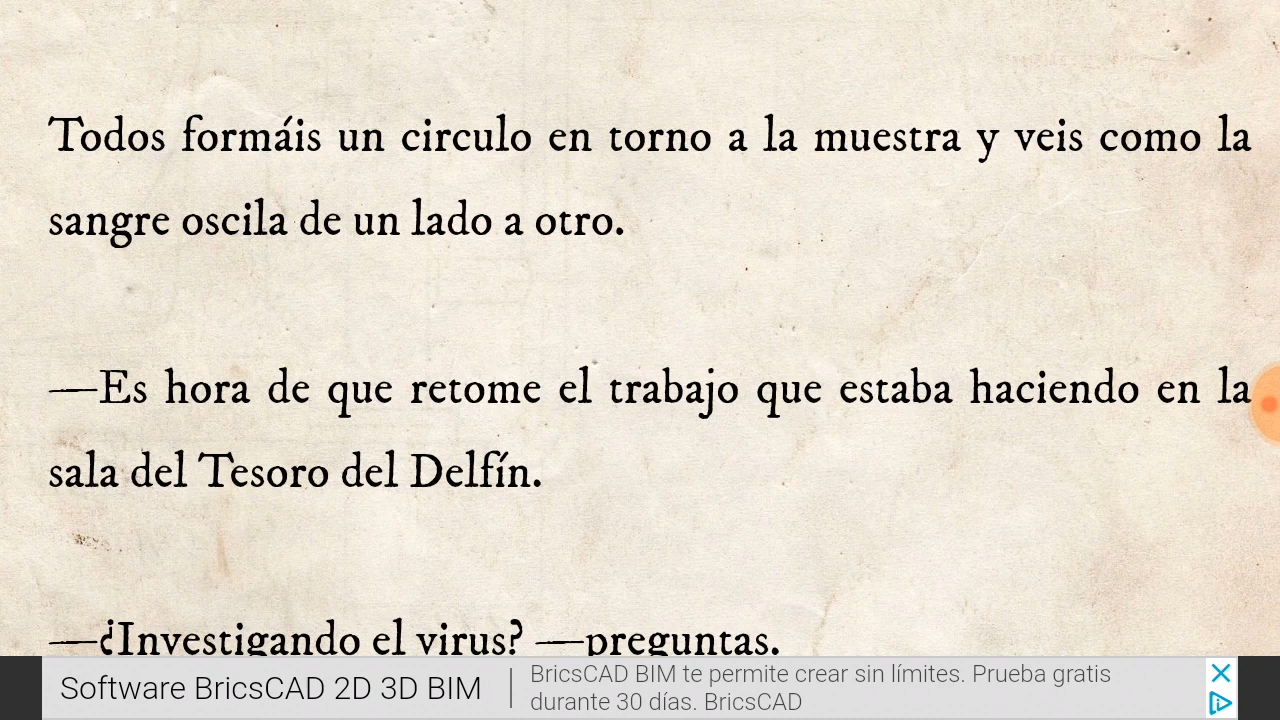 Todos formáis un circulo en torno a la muestra y veis como la
sangre oscila de un lado a otro.
—Es hora de que retome el trabajo que estaba haciendo en la
sala del Tesoro del Delfín.
—¿Investigando el virus? —preguntas.
Software BricsCAD 2D 3D BIM
BricsCAD BIM te permite crear sin límites. Prueba gratis
durante 30 días. BricsCAD